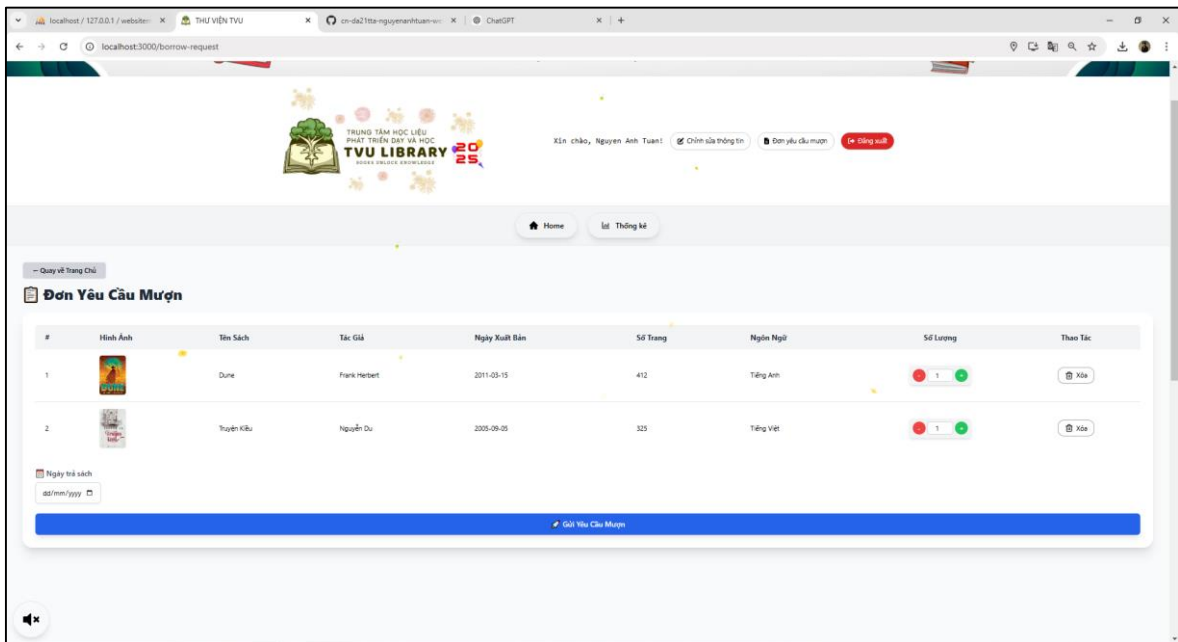 localhost / 127.0.0.1 / website
THƯ VIỆN TVU
cn-da21tta-nguyenanhtuan-we
ChatGPT
localhost:3000/borrow-request
TRUNG TÂM HỌC LIỆU
PHÁT TRIỂN DẠY VÀ HỌC
TVU LIBRARY
BOOKS UNLOCK KNOWLEDGE
2025
Xin chào, Nguyen Anh Tuan!
Chỉnh sửa thông tin
Đơn yêu cầu mượn
Đăng xuất
Home
Thống kê
← Quay về Trang Chủ
Đơn Yêu Cầu Mượn
# Hình Ảnh Tên Sách Tác Giả Ngày Xuất Bản Số Trang Ngôn Ngữ Số Lượng Thao Tác
1 DUNE Dune Frank Herbert 2011-03-15 412 Tiếng Anh - 1 + Xóa
2 Truyện Kiều Nguyễn Du 2005-09-05 325 Tiếng Việt - 1 + Xóa
Ngày trả sách
dd/mm/yyyy
Gửi Yêu Cầu Mượn